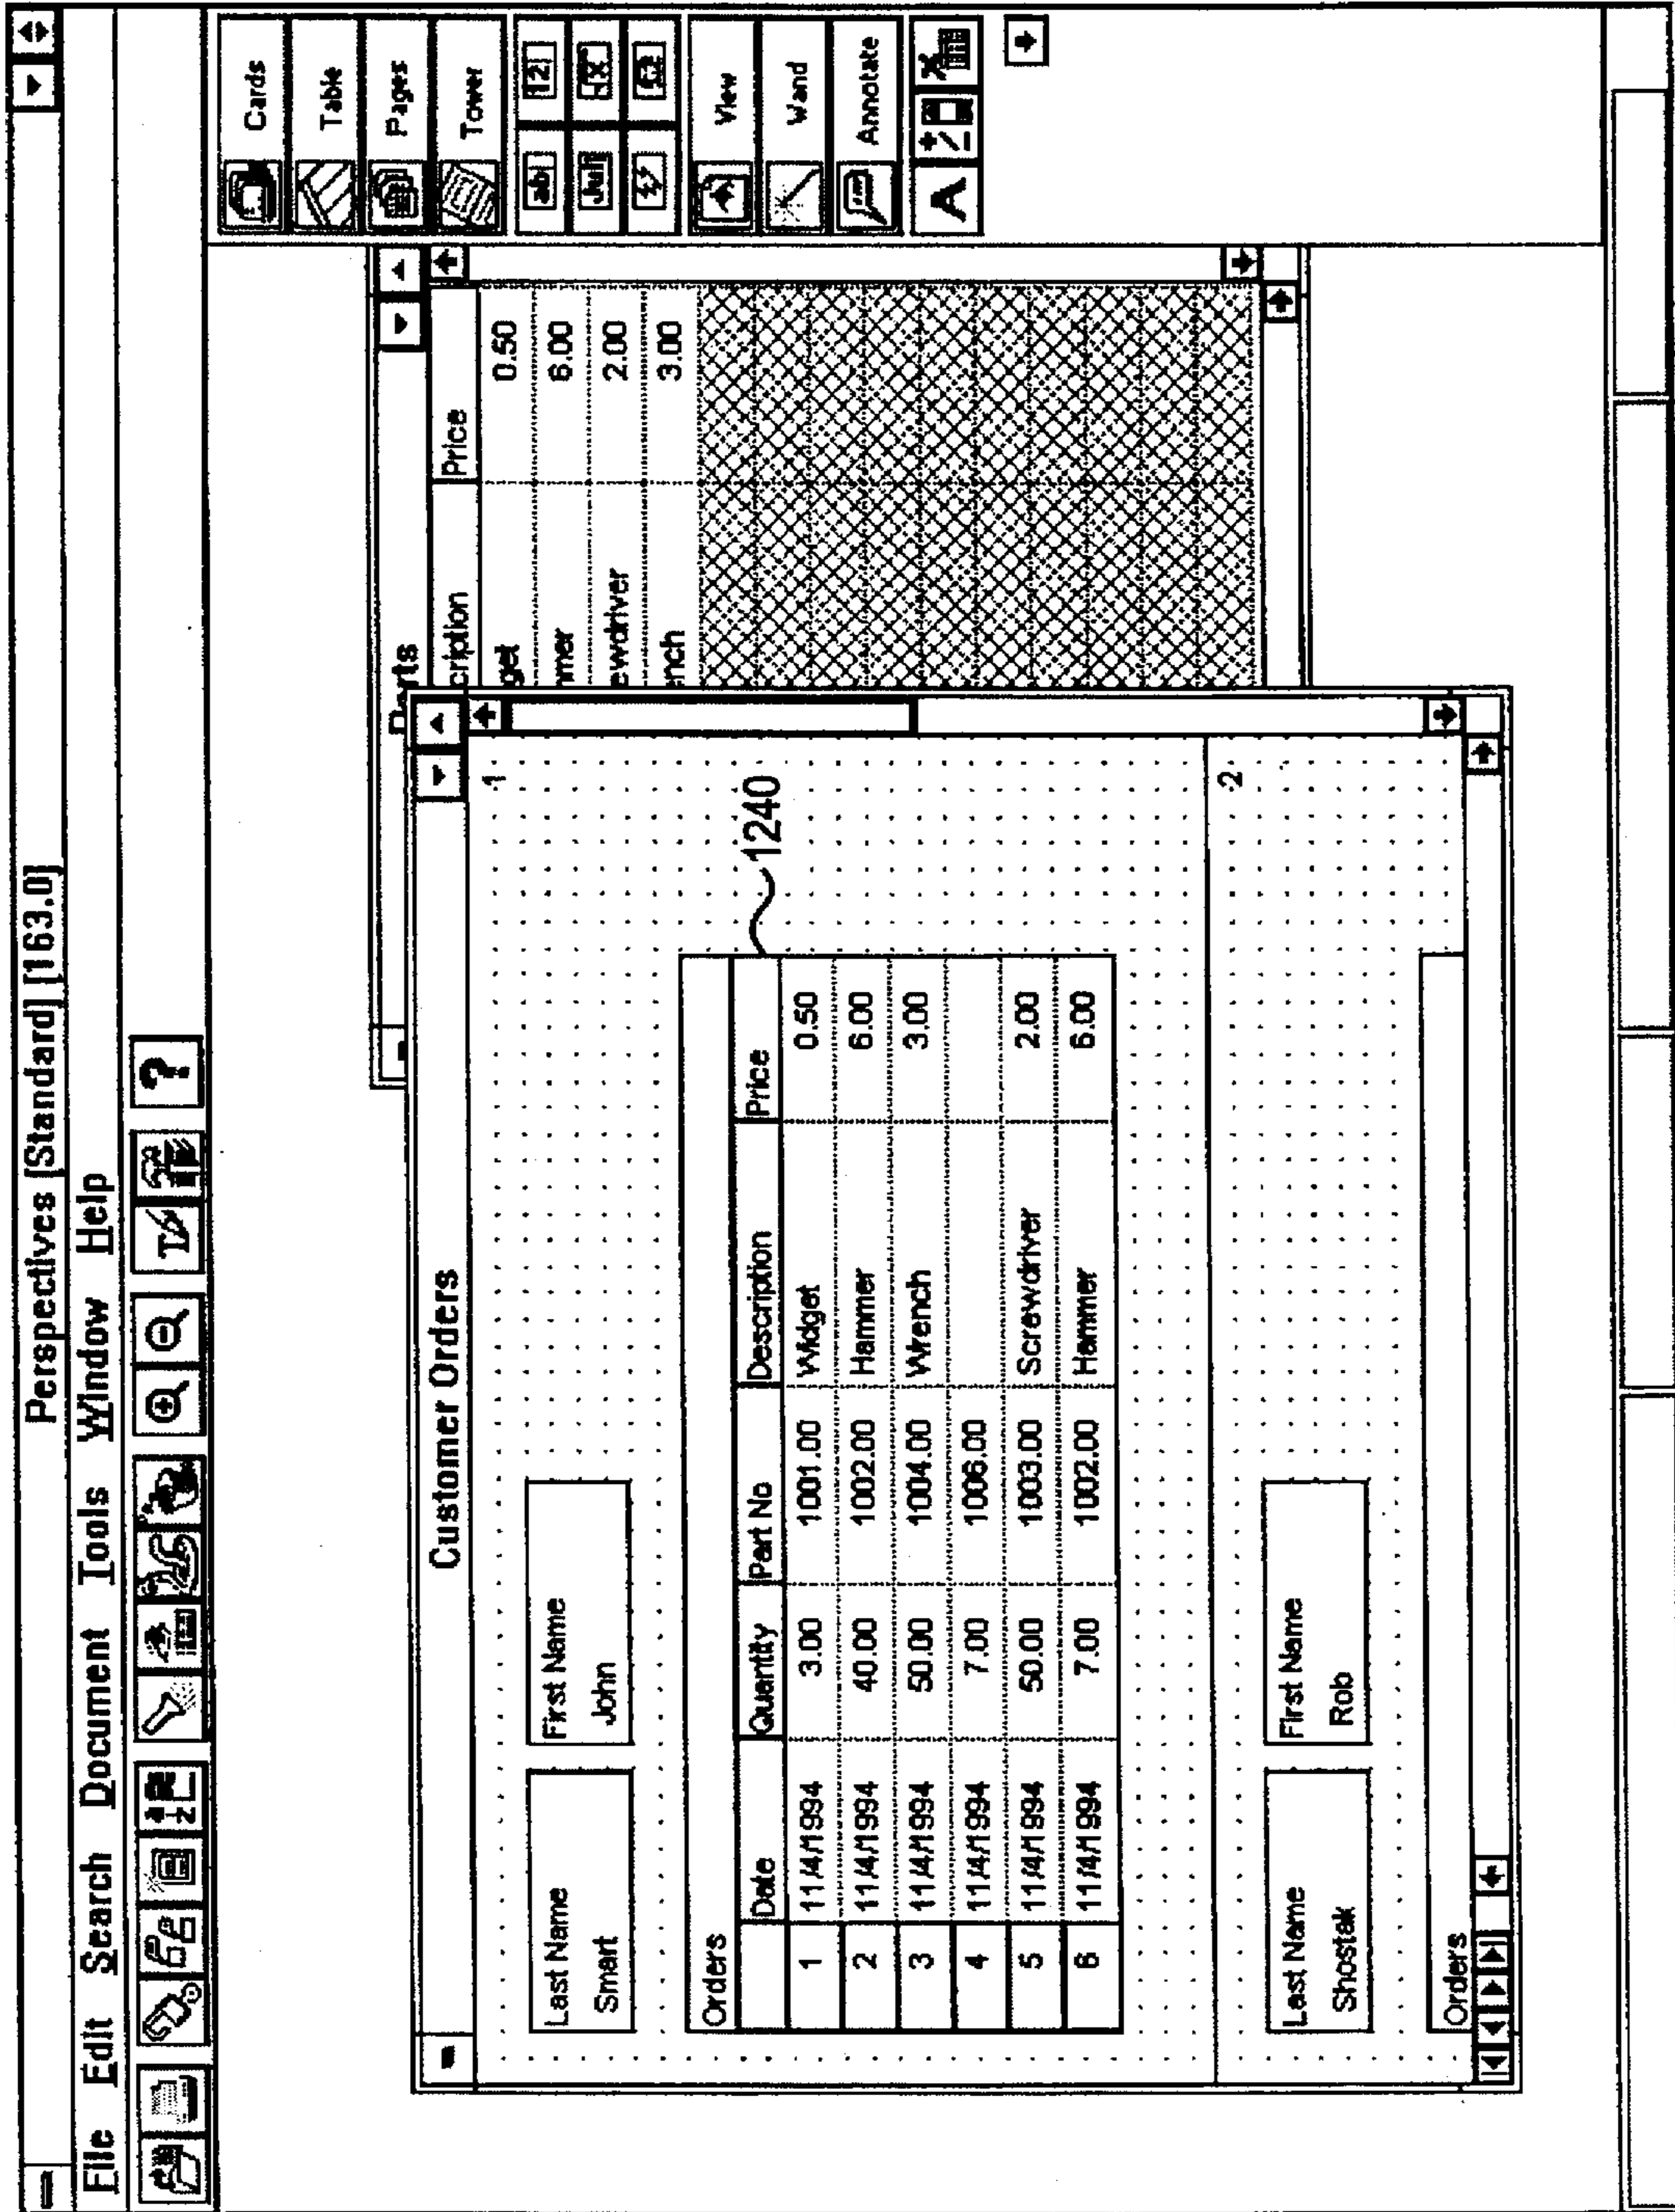 Perspectives [Standard] [163.0]
File Edit Search Document Tools Window Help
Cards
Table
Pages
Tower
View
Wand
Annotate
Parts
cription Price
get 0.50
mer 6.00
ewdriver 2.00
nch 3.00
Customer Orders
1
Last Name First Name
Smart John
Orders
Date Quantity Part No Description Price
1 11/4/1994 3.00 1001.00 Widget 0.50
2 11/4/1994 40.00 1002.00 Hammer 6.00
3 11/4/1994 50.00 1004.00 Wrench 3.00
4 11/4/1994 7.00 1006.00
5 11/4/1994 50.00 1003.00 Screwdriver 2.00
6 11/4/1994 7.00 1002.00 Hammer 6.00
1240
2
Last Name First Name
Shostak Rob
Orders